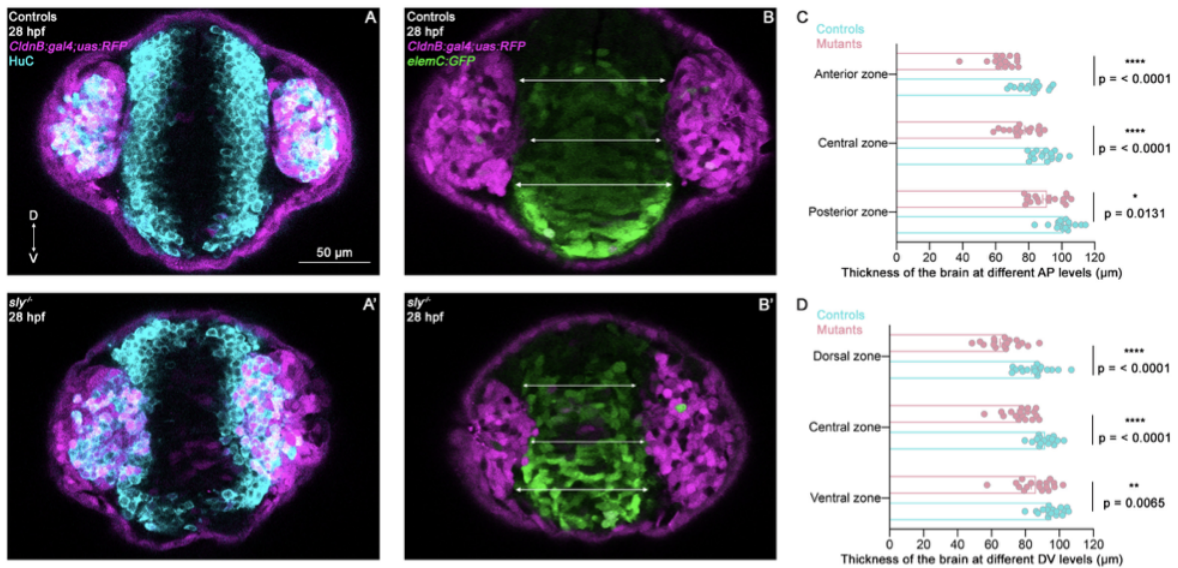 Controls
28 hpf
CldnB:gal4;uas:RFP
HuC
A
D
V
50 µm
Controls
28 hpf
CldnB:gal4;uas:RFP
elemC:GFP
B
sly-/-
28 hpf
A'
sly-/-
28 hpf
B'
C
Controls
Mutants
Anterior zone
****
p = < 0.0001
Central zone
****
p = < 0.0001
Posterior zone
*
p = 0.0131
0 20 40 60 80 100 120
Thickness of the brain at different AP levels (µm)
D
Controls
Mutants
Dorsal zone
****
p = < 0.0001
Central zone
****
p = < 0.0001
Ventral zone
**
p = 0.0065
0 20 40 60 80 100 120
Thickness of the brain at different DV levels (µm)